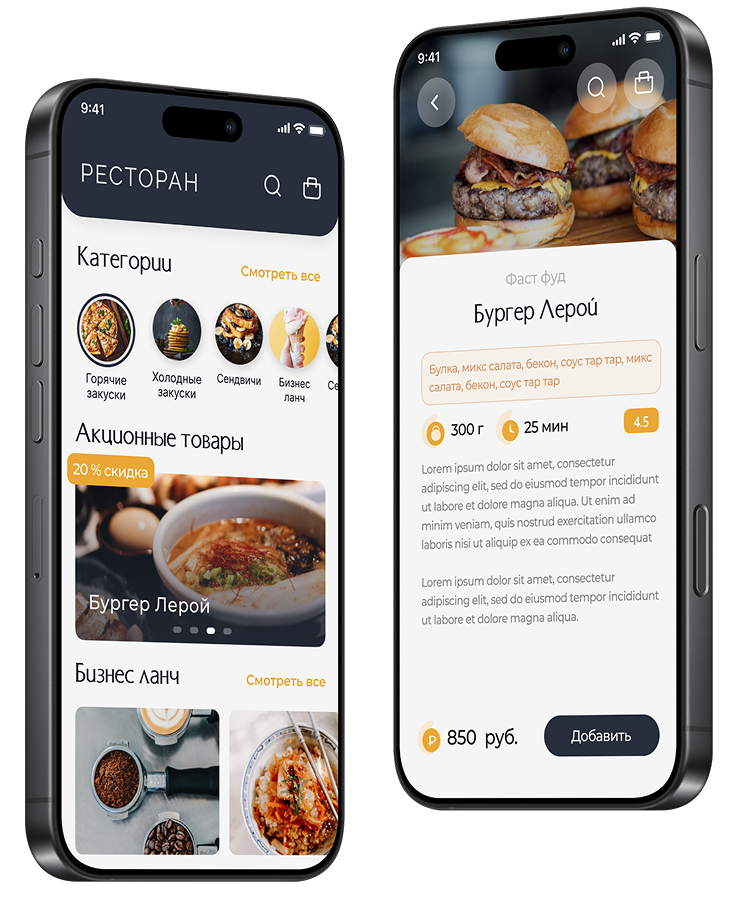 9:41
РЕСТОРАН
Категории
Смотреть все
Горячие
закуски
Холодные
закуски
Сендвичи
Бизнес
ланч
Се
Акционные товары
20 % скидка
Бургер Лерой
Бизнес ланч
Смотреть все
9:41
Фаст фуд
Бургер Лерой
Булка, микс салата, бекон, соус тар тар, микс
салата, бекон, соус тар тар
300 г
25 мин
4.5
Lorem ipsum dolor sit amet, consectetur
adipiscing elit, sed do eiusmod tempor incididunt
ut labore et dolore magna aliqua. Ut enim ad
minim veniam, quis nostrud exercitation ullamco
laboris nisi ut aliquip ex ea commodo consequat
Lorem ipsum dolor sit amet, consectetur
adipiscing elit, sed do eiusmod tempor incididunt
ut labore et dolore magna aliqua.
₽
850 руб.
Добавить